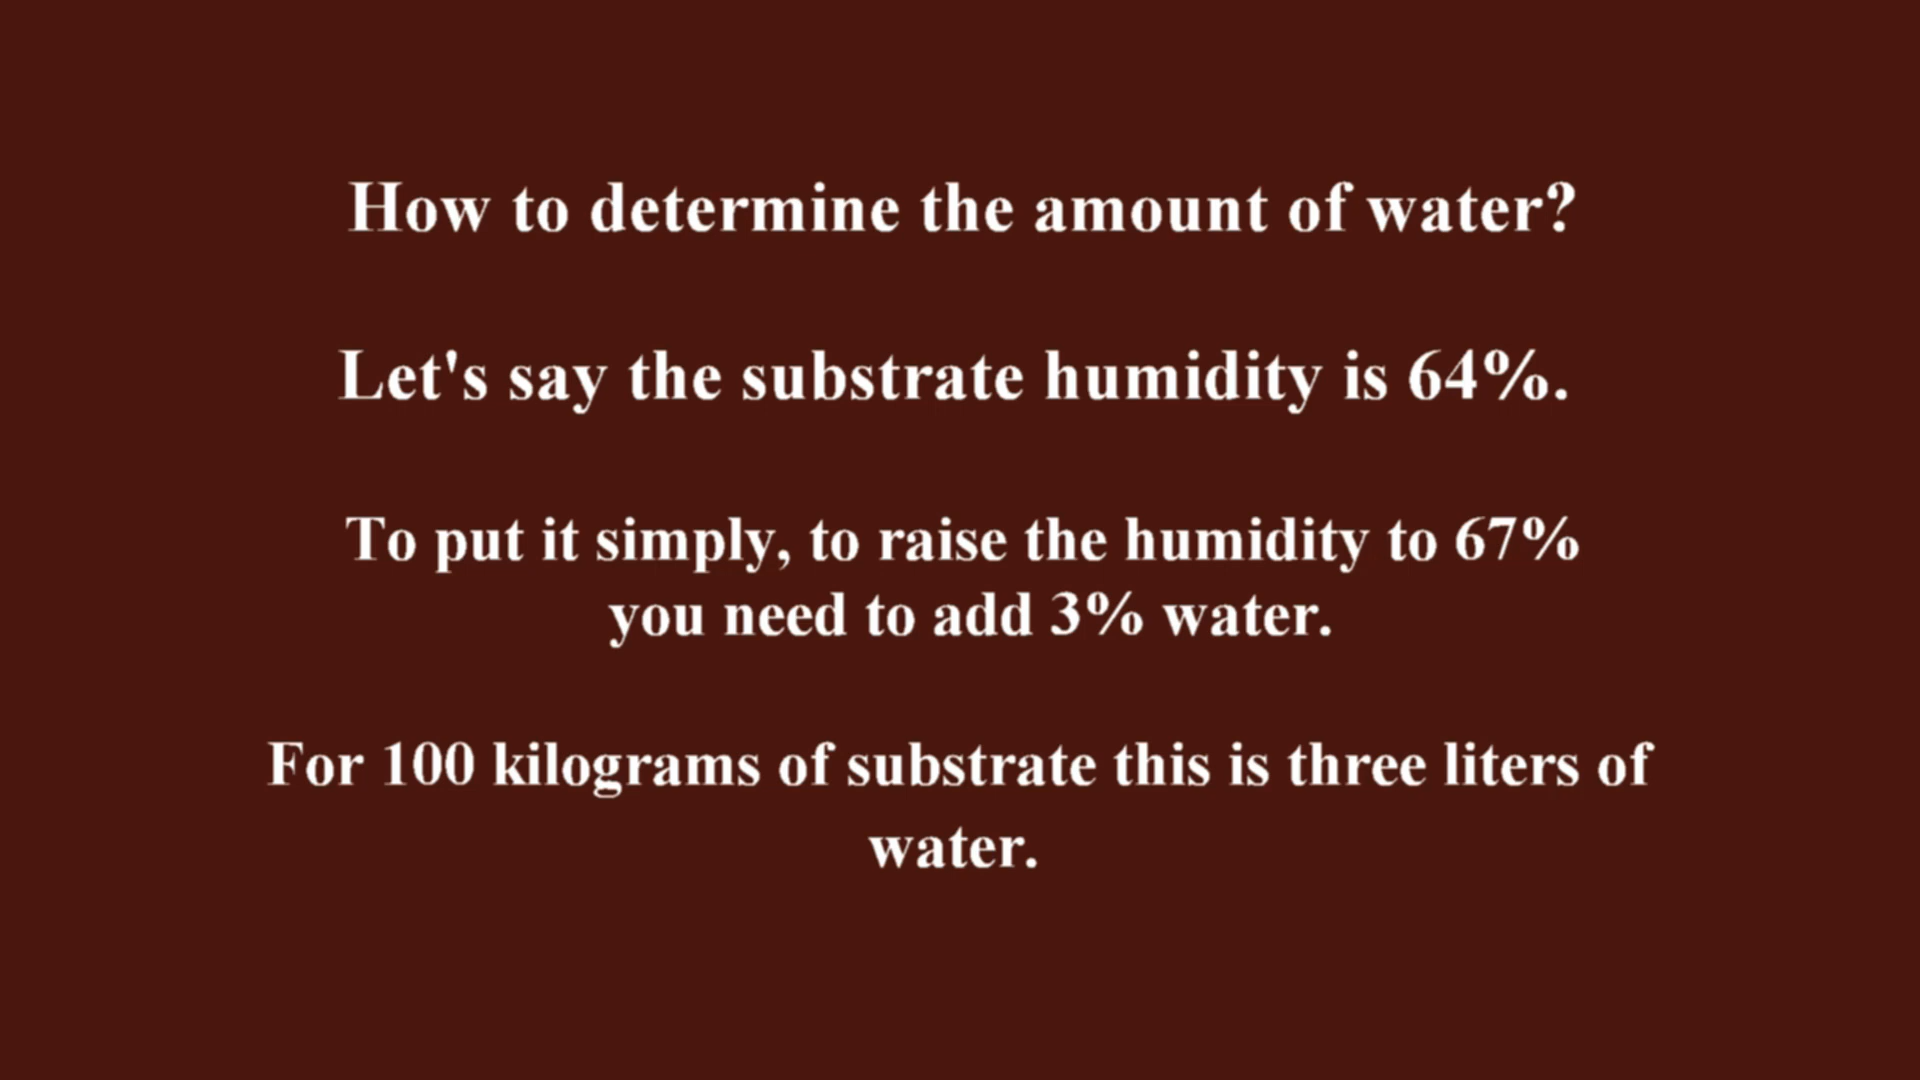 How to determine the amount of water?
Let's say the substrate humidity is 64%.
To put it simply, to raise the humidity to 67%
you need to add 3% water.
For 100 kilograms of substrate this is three liters of
water.